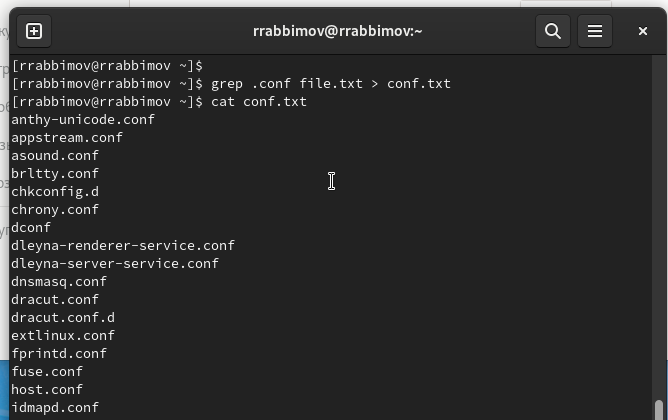 rrabbimov@rrabbimov:~
[rrabbimov@rrabbimov ~]$
[rrabbimov@rrabbimov ~]$ grep .conf file.txt > conf.txt
[rrabbimov@rrabbimov ~]$ cat conf.txt
anthy-unicode.conf
appstream.conf
asound.conf
brltty.conf
chkconfig.d
chrony.conf
dconf
dleyna-renderer-service.conf
dleyna-server-service.conf
dnsmasq.conf
dracut.conf
dracut.conf.d
extlinux.conf
fprintd.conf
fuse.conf
host.conf
idmapd.conf